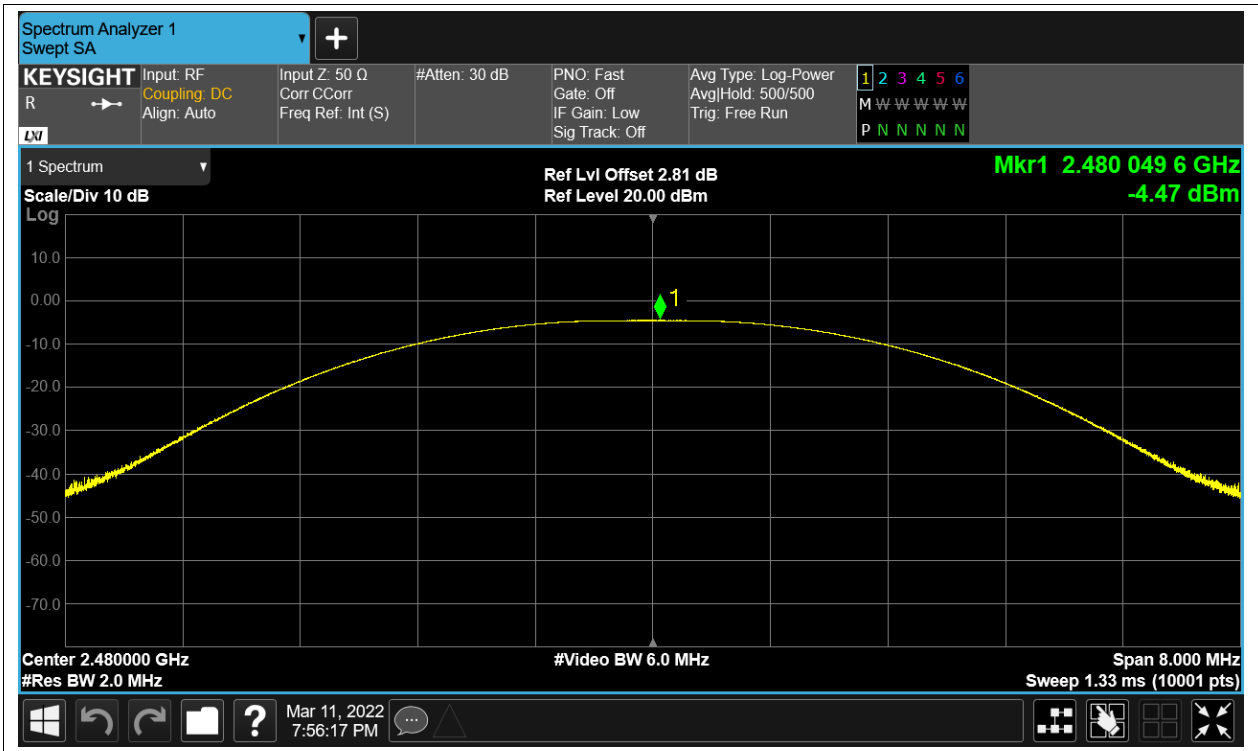 Spectrum Analyzer 1
Swept SA
KEYSIGHT
R
LXI
Input: RF
Coupling: DC
Align: Auto
Input Z: 50 Ω
Corr CCorr
Freq Ref: Int (S)
#Atten: 30 dB
PNO: Fast
Gate: Off
IF Gain: Low
Sig Track: Off
Avg Type: Log-Power
Avg|Hold: 500/500
Trig: Free Run
1 2 3 4 5 6
M W W W W W
P N N N N N
1 Spectrum
Scale/Div 10 dB
Log
Ref Lvl Offset 2.81 dB
Ref Level 20.00 dBm
Mkr1 2.480 049 6 GHz
-4.47 dBm
10.0
0.00
1
-10.0
-20.0
-30.0
-40.0
-50.0
-60.0
-70.0
Center 2.480000 GHz
#Video BW 6.0 MHz
Span 8.000 MHz
#Res BW 2.0 MHz
Sweep 1.33 ms (10001 pts)
?
Mar 11, 2022
7:56:17 PM